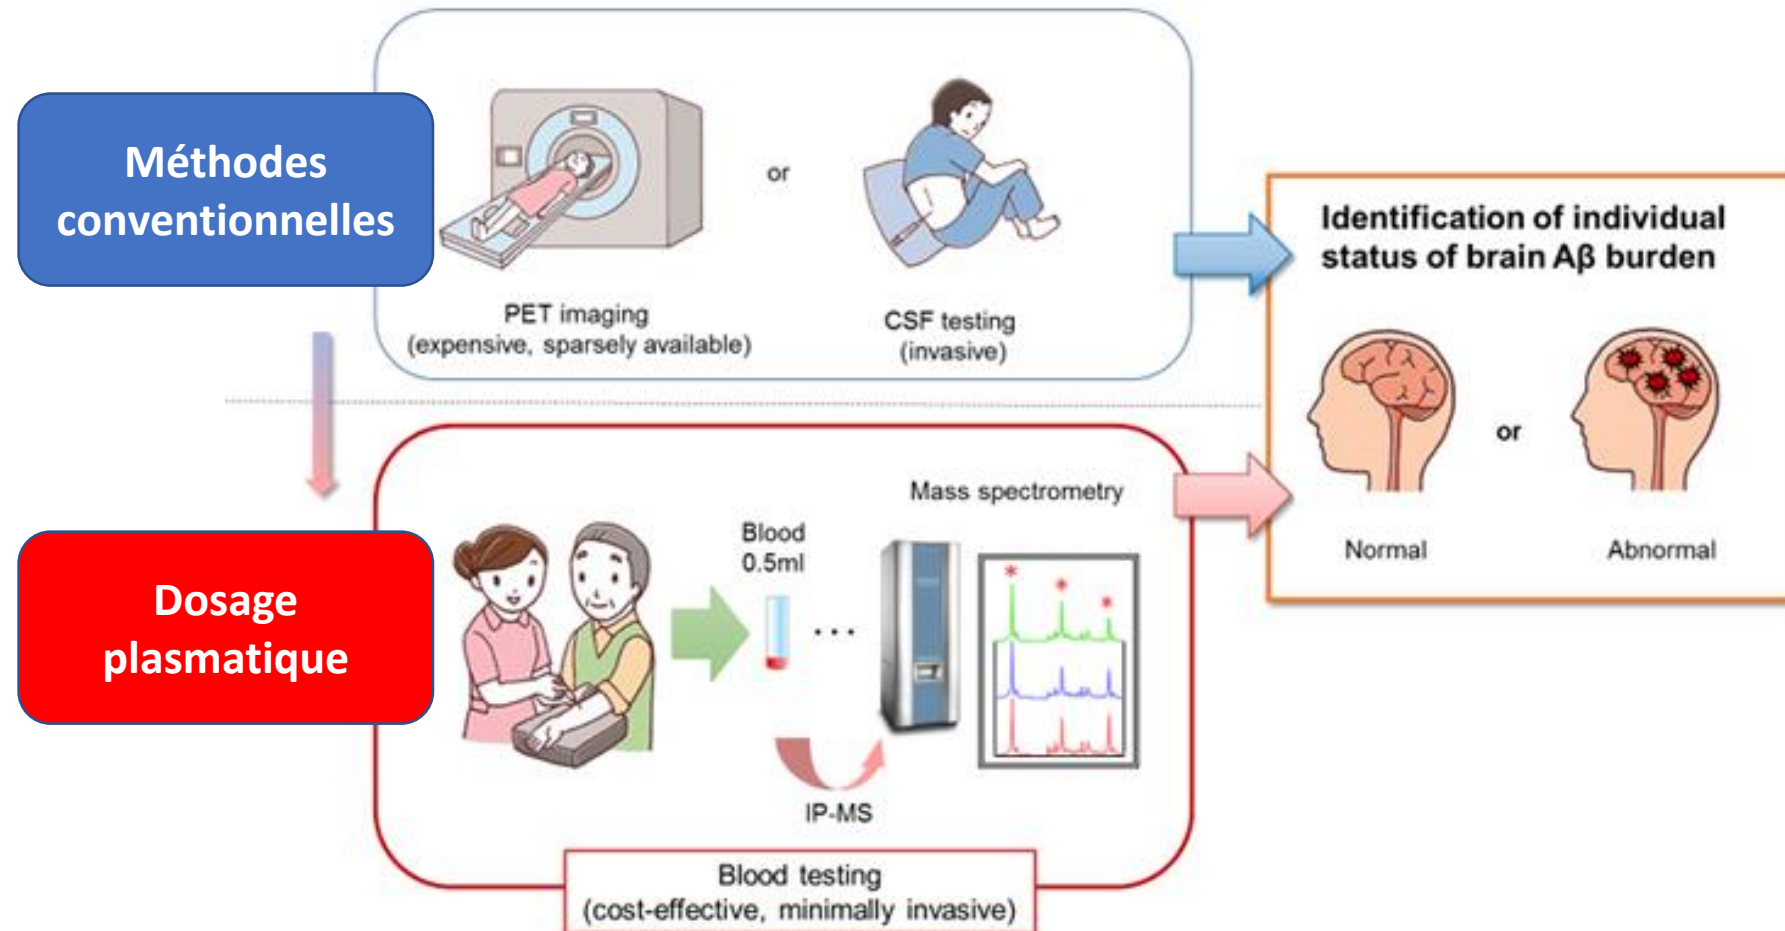 Méthodes
conventionnelles
or
PET imaging
(expensive, sparsely available)
CSF testing
(invasive)
Identification of individual
status of brain Aβ burden
or
Normal
Abnormal
Dosage
plasmatique
Blood
0.5ml
...
Mass spectrometry
* * *
IP-MS
Blood testing
(cost-effective, minimally invasive)